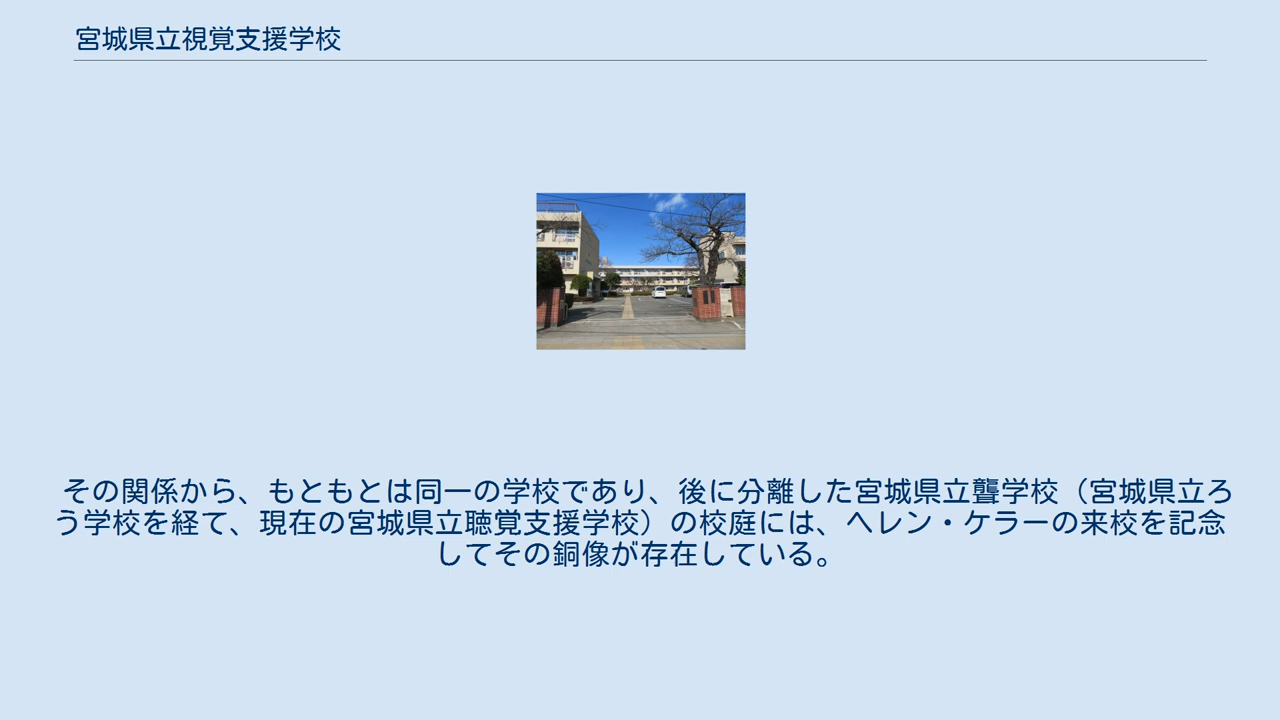 宮城県立視覚支援学校
その関係から、もともとは同一の学校であり、後に分離した宮城県立聾学校（宮城県立ろ
う学校を経て、現在の宮城県立聴覚支援学校）の校庭には、ヘレン・ケラーの来校を記念
してその銅像が存在している。